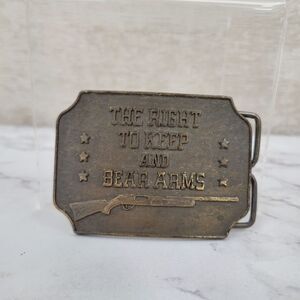 THE RIGHT
TO KEEP
AND
BEAR ARMS